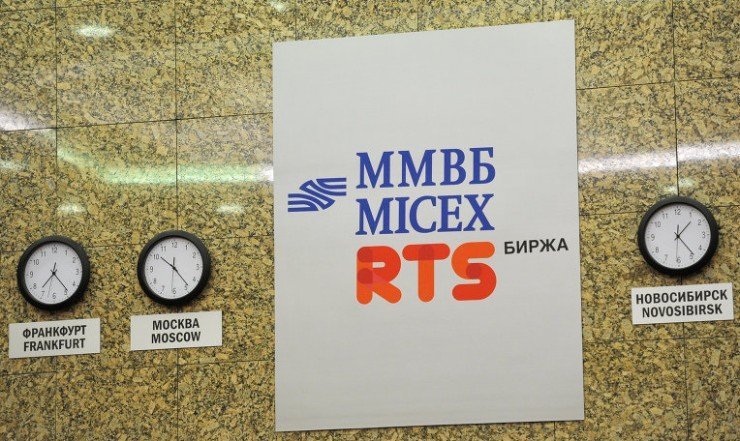 ММВБ
MICEX
RTS БИРЖА
ФРАНКФУРТ
FRANKFURT
МОСКВА
MOSCOW
НОВОСИБИРСК
NOVOSIBIRSK